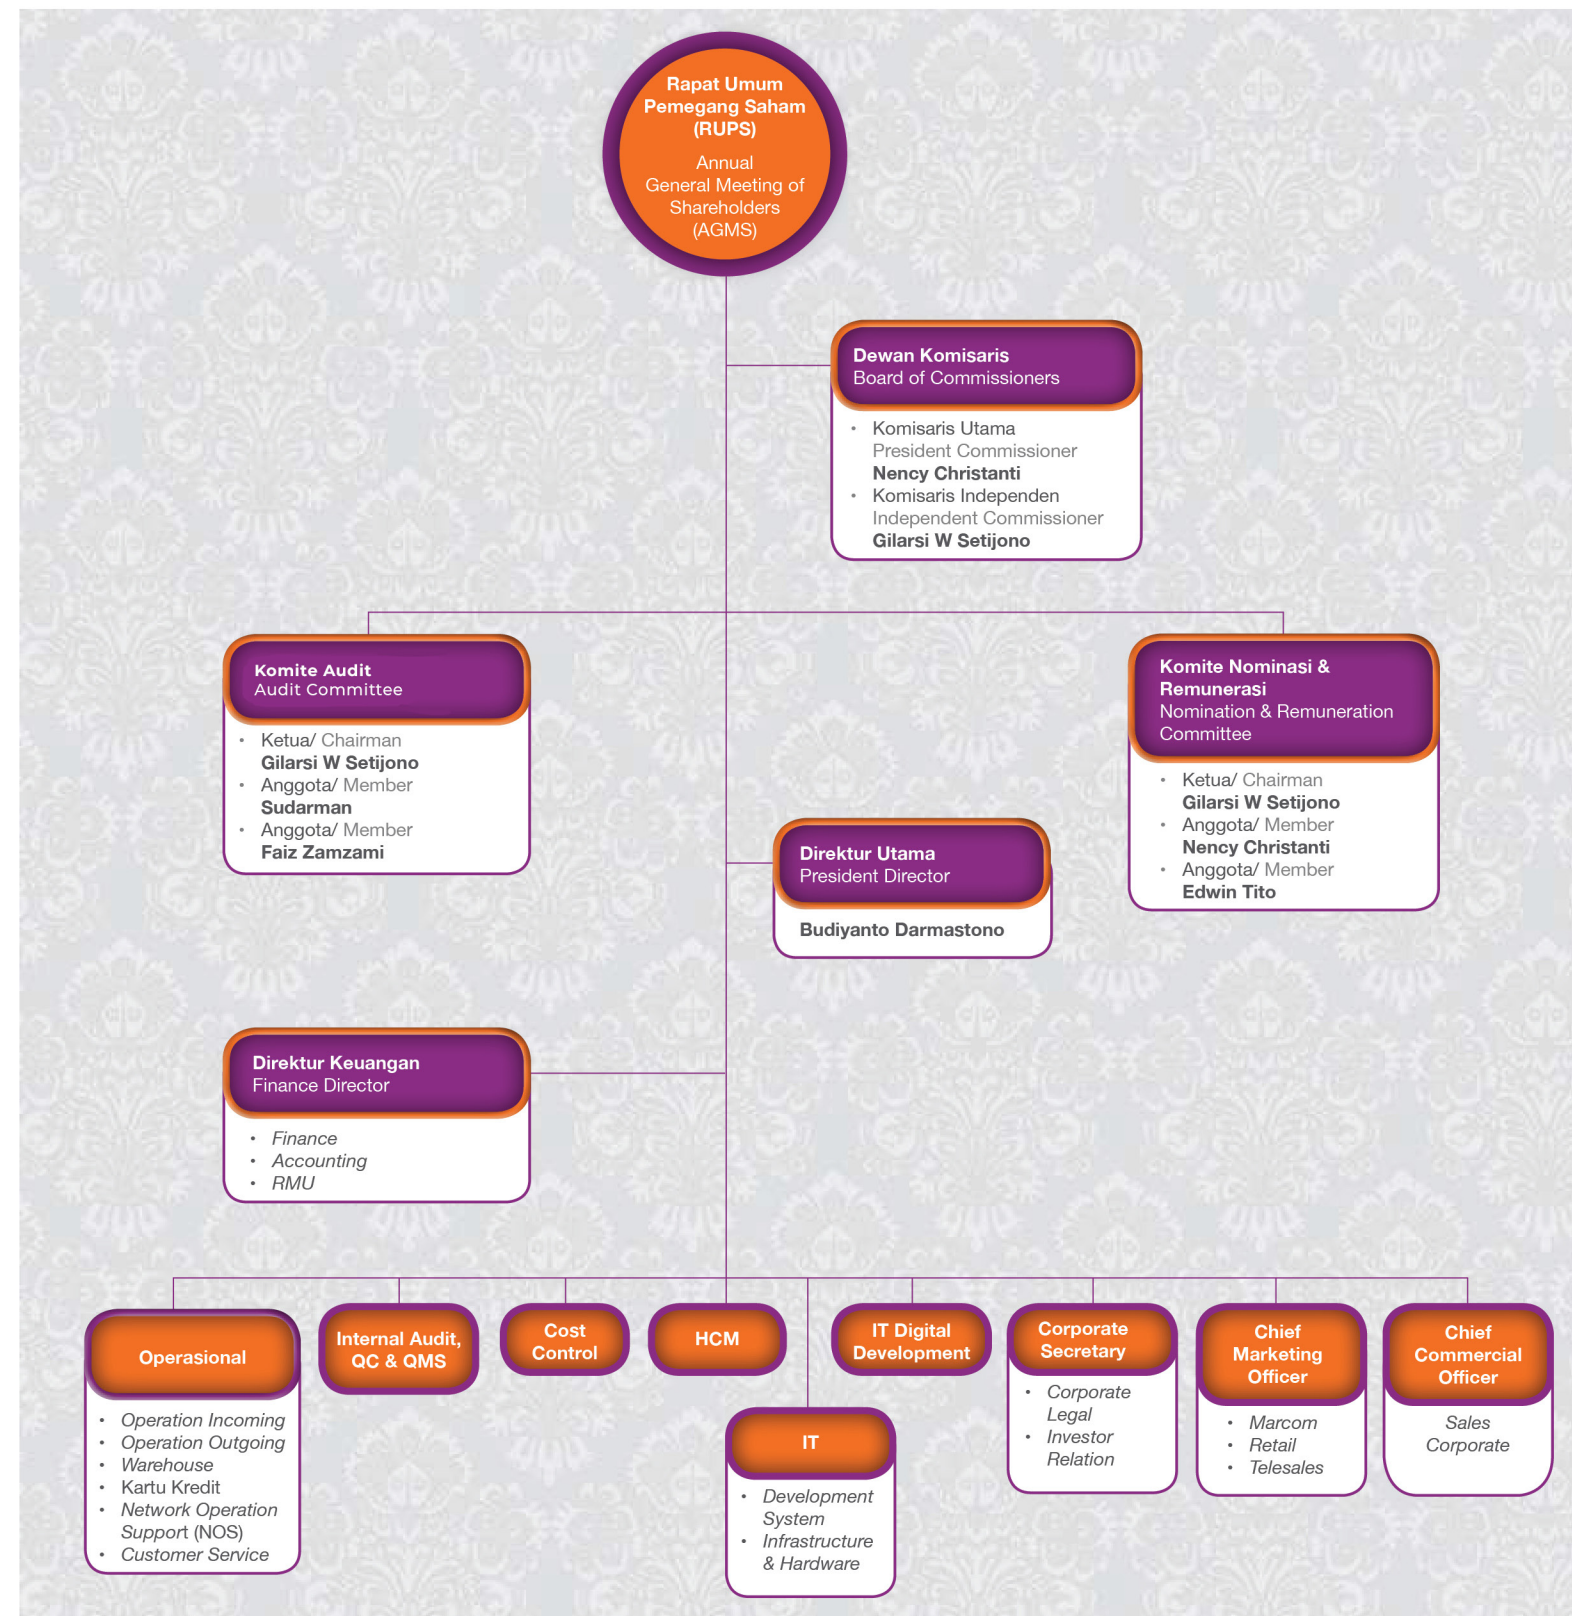 Rapat Umum
Pemegang Saham
(RUPS)
Annual
General Meeting of
Shareholders
(AGMS)
Dewan Komisaris
Board of Commissioners
• Komisaris Utama
President Commissioner
Nency Christanti
• Komisaris Independen
Independent Commissioner
Gilarsi W Setijono
Komite Audit
Audit Committee
• Ketua/ Chairman
Gilarsi W Setijono
• Anggota/ Member
Sudarman
• Anggota/ Member
Faiz Zamzami
Komite Nominasi &
Remunerasi
Nomination & Remuneration
Committee
• Ketua/ Chairman
Gilarsi W Setijono
• Anggota/ Member
Nency Christanti
• Anggota/ Member
Edwin Tito
Direktur Utama
President Director
Budiyanto Darmastono
Direktur Keuangan
Finance Director
• Finance
• Accounting
• RMU
Operasional
• Operation Incoming
• Operation Outgoing
• Warehouse
• Kartu Kredit
• Network Operation
Support (NOS)
• Customer Service
Internal Audit,
QC & QMS
Cost
Control
HCM
IT
• Development
System
• Infrastructure
& Hardware
IT Digital
Development
Corporate
Secretary
• Corporate
Legal
• Investor
Relation
Chief
Marketing
Officer
• Marcom
• Retail
• Telesales
Chief
Commercial
Officer
Sales
Corporate